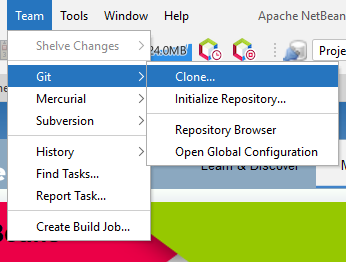 Team Tools Window Help Apache NetBean
Shelve Changes
24.0MB
Proje
Git
Clone...
Mercurial
Initialize Repository...
Subversion
Repository Browser
History
Open Global Configuration
Find Tasks...
Learn & Discover
M
Report Task...
Create Build Job...